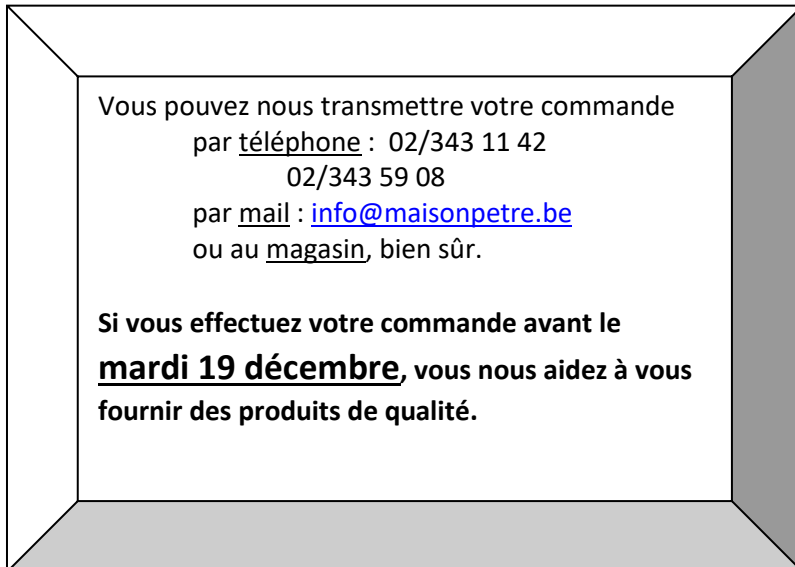 Vous pouvez nous transmettre votre commande
par téléphone : 02/343 11 42
02/343 59 08
par mail : info@maisonpetre.be
ou au magasin, bien sûr.
Si vous effectuez votre commande avant le
mardi 19 décembre, vous nous aidez à vous
fournir des produits de qualité.